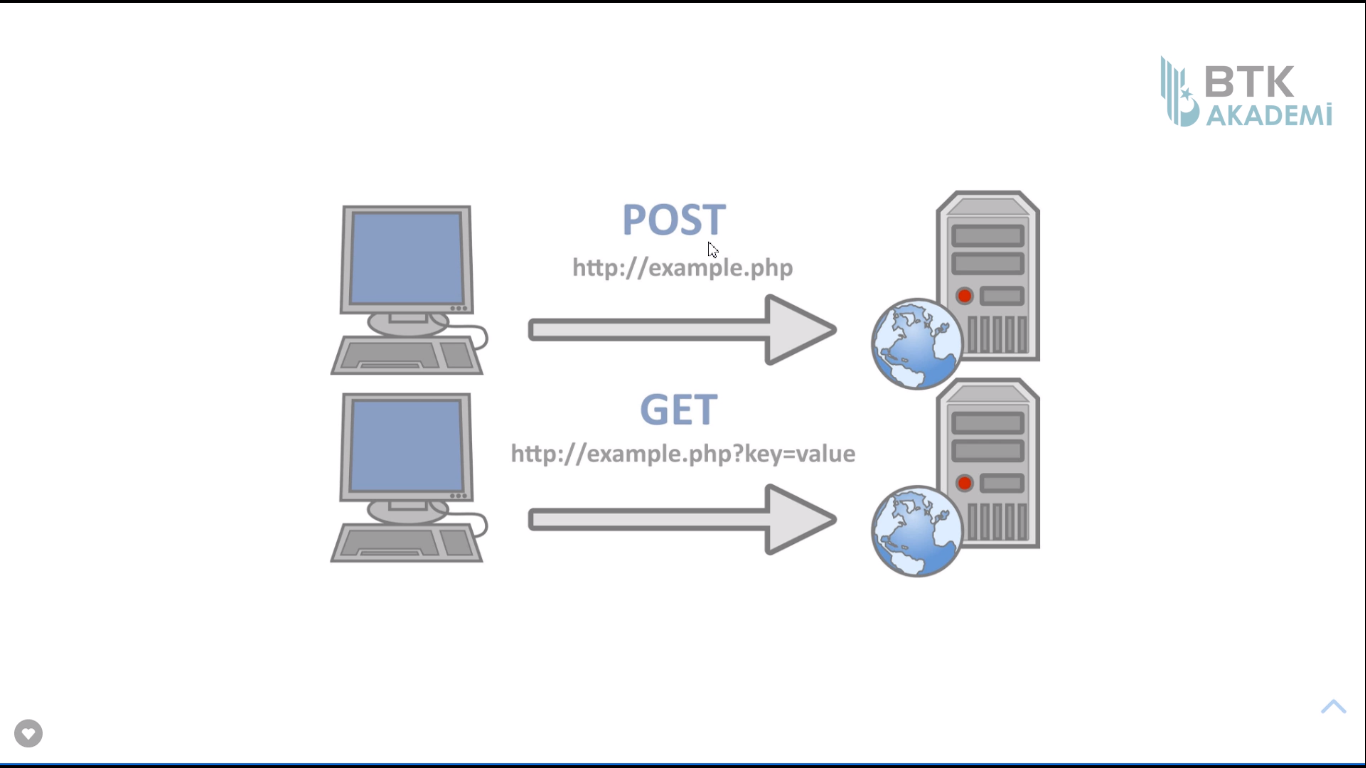 BTK
AKADEMİ
POST
http://example.php
GET
http://example.php?key=value